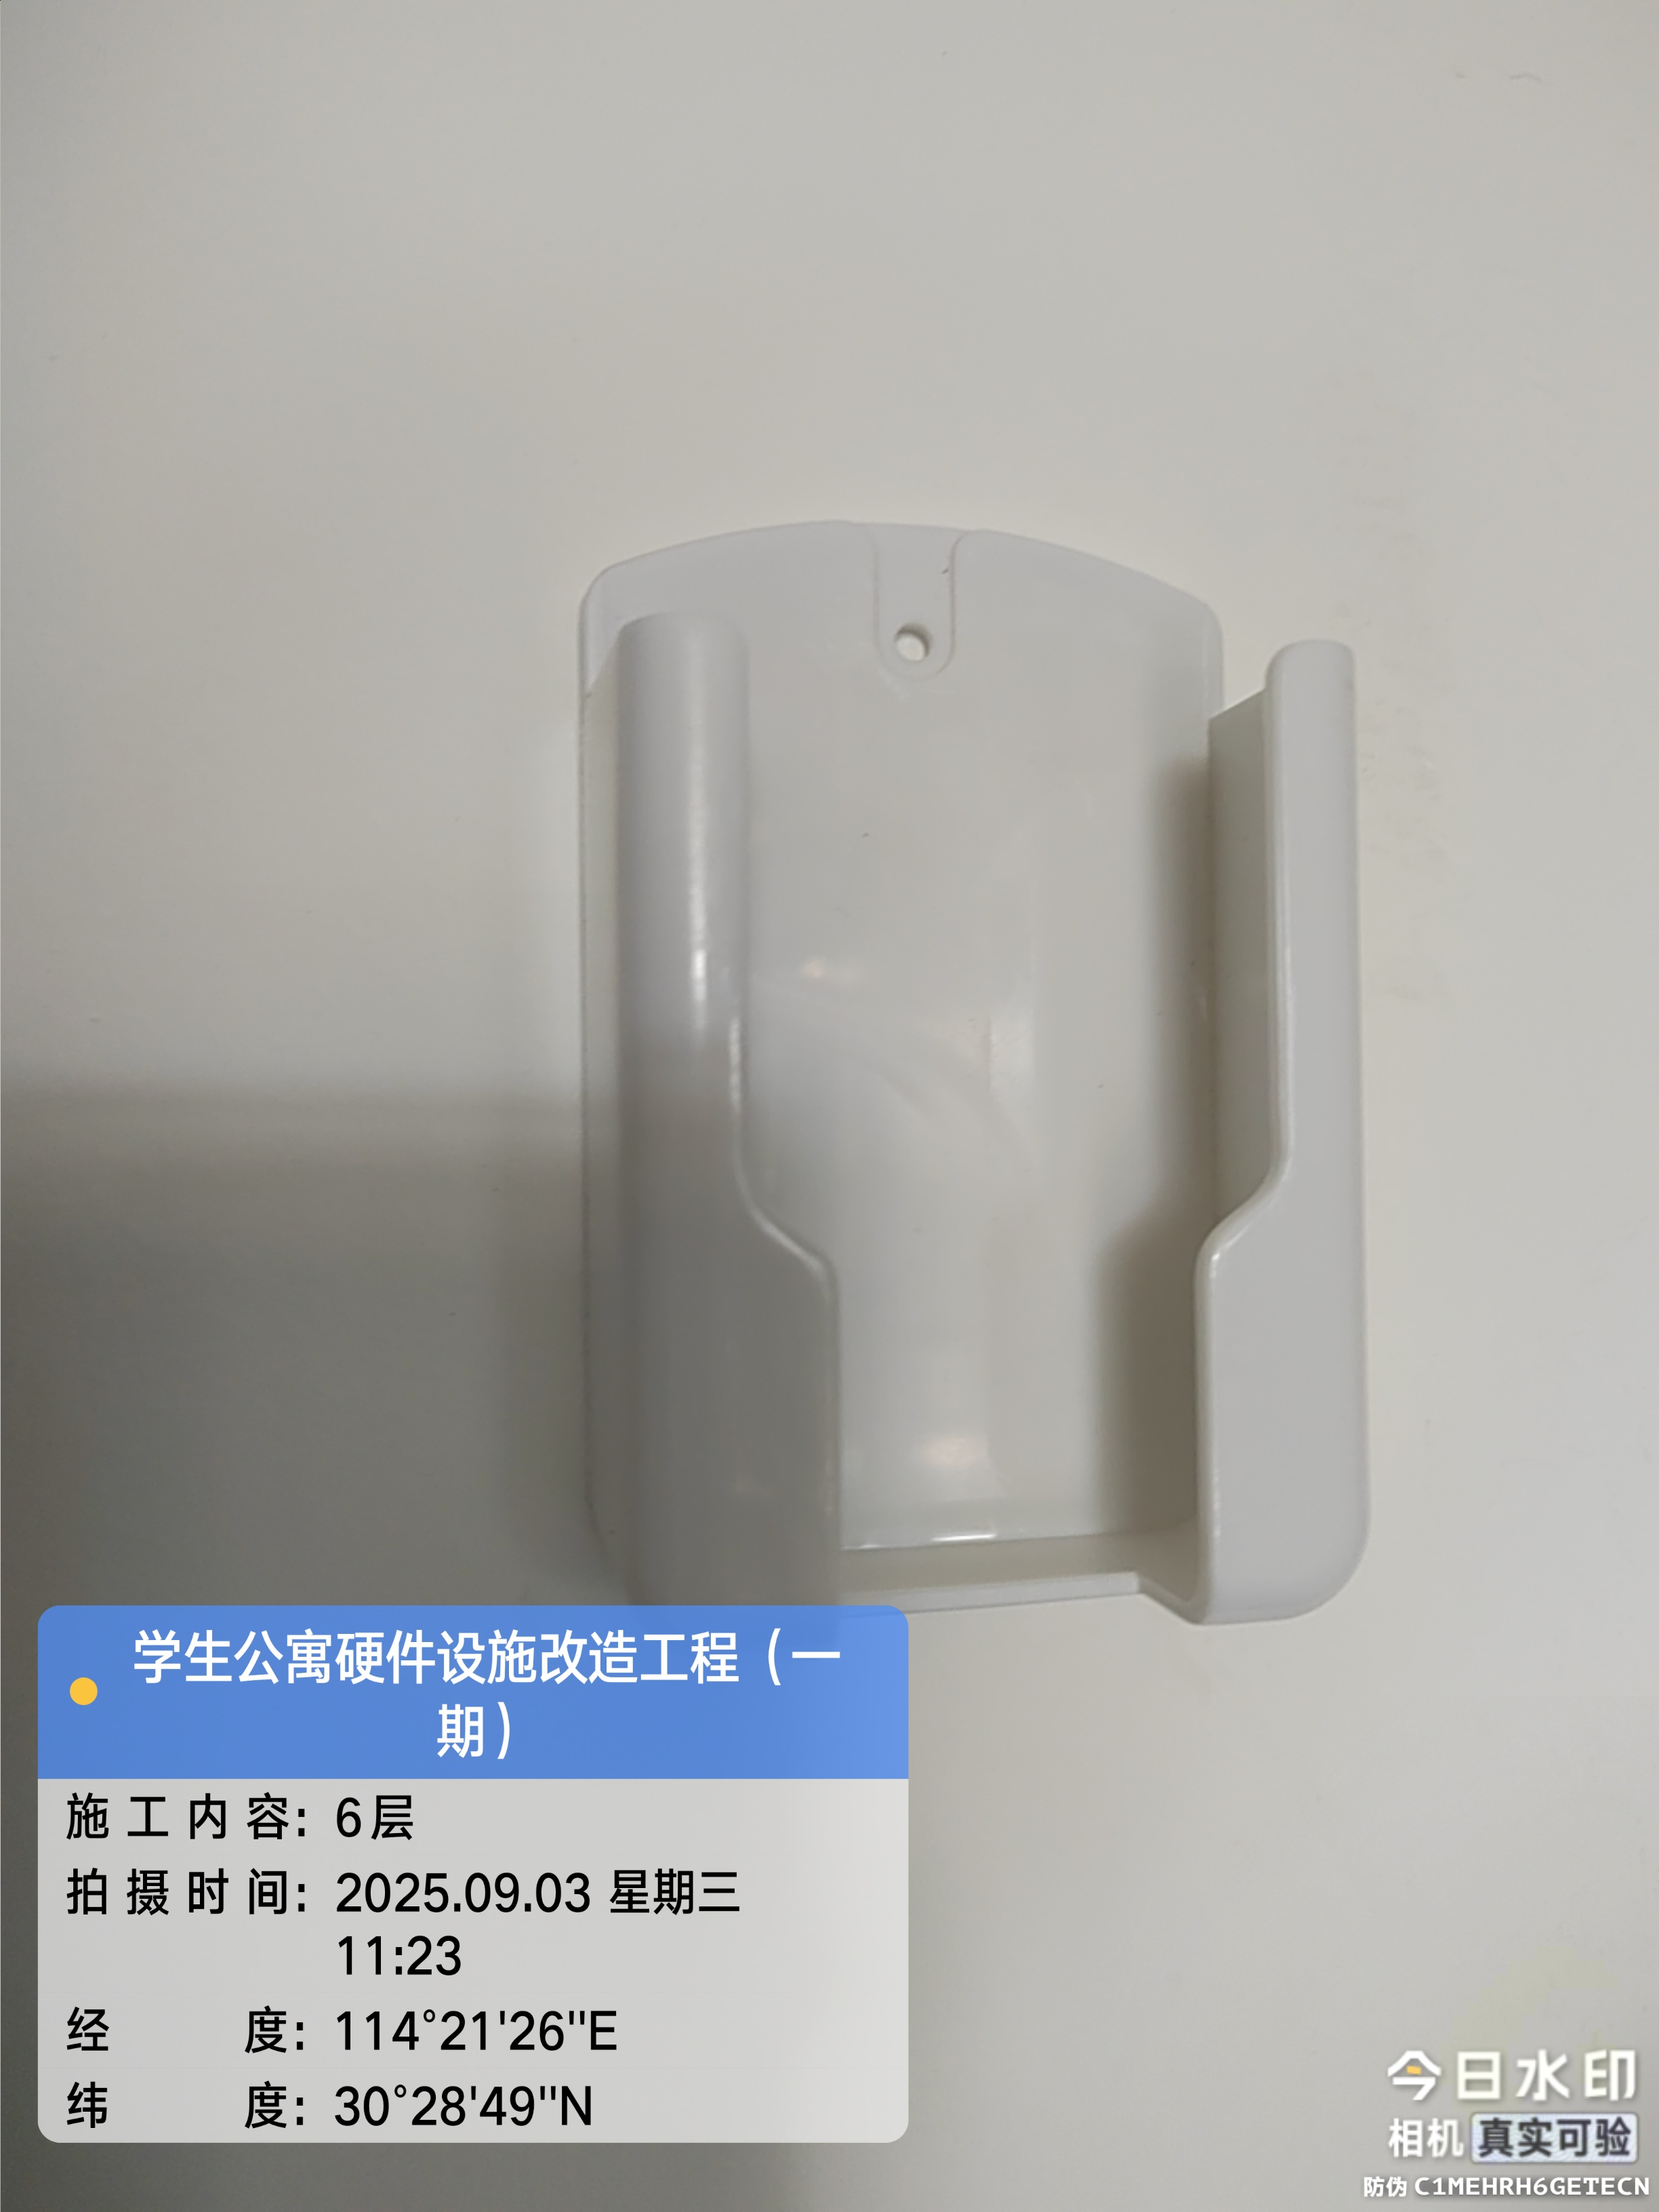 学生公寓硬件设施改造工程（一
期）
施工内容：6层
拍摄时间：2025.09.03 星期三
11:23
经度：114°21'26"E
纬度：30°28'49"N
今日水印
相机 真实可验
防伪 C1MEHRH6GETECN